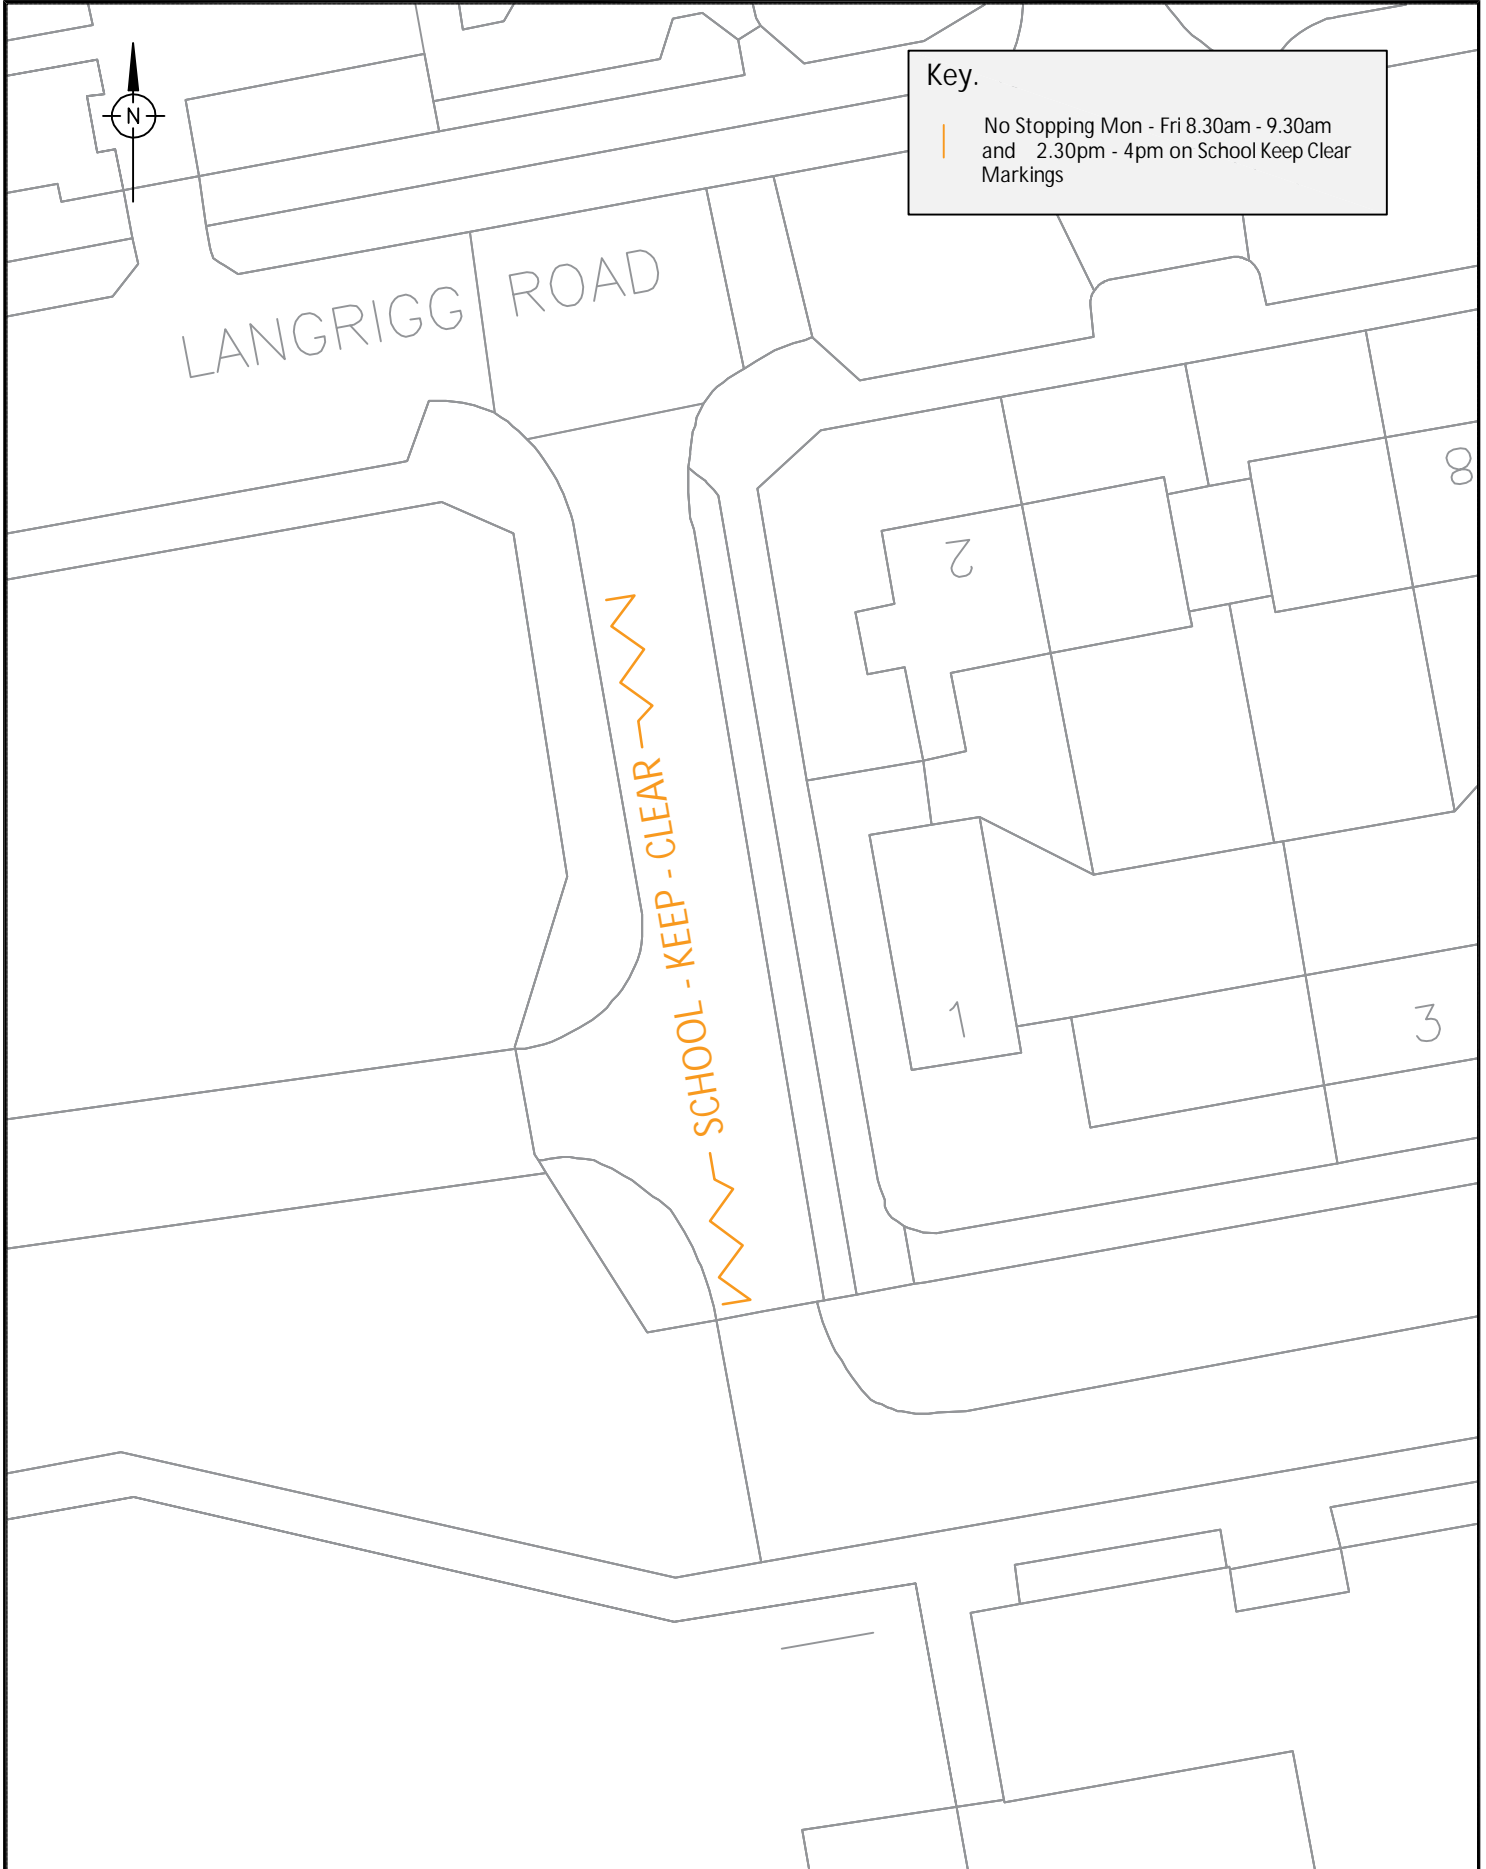 N
Key.
No Stopping Mon - Fri 8.30am - 9.30am
and 2.30pm - 4pm on School Keep Clear
Markings
LANGRIGG ROAD
8
2
SCHOOL - KEEP - CLEAR
1
3